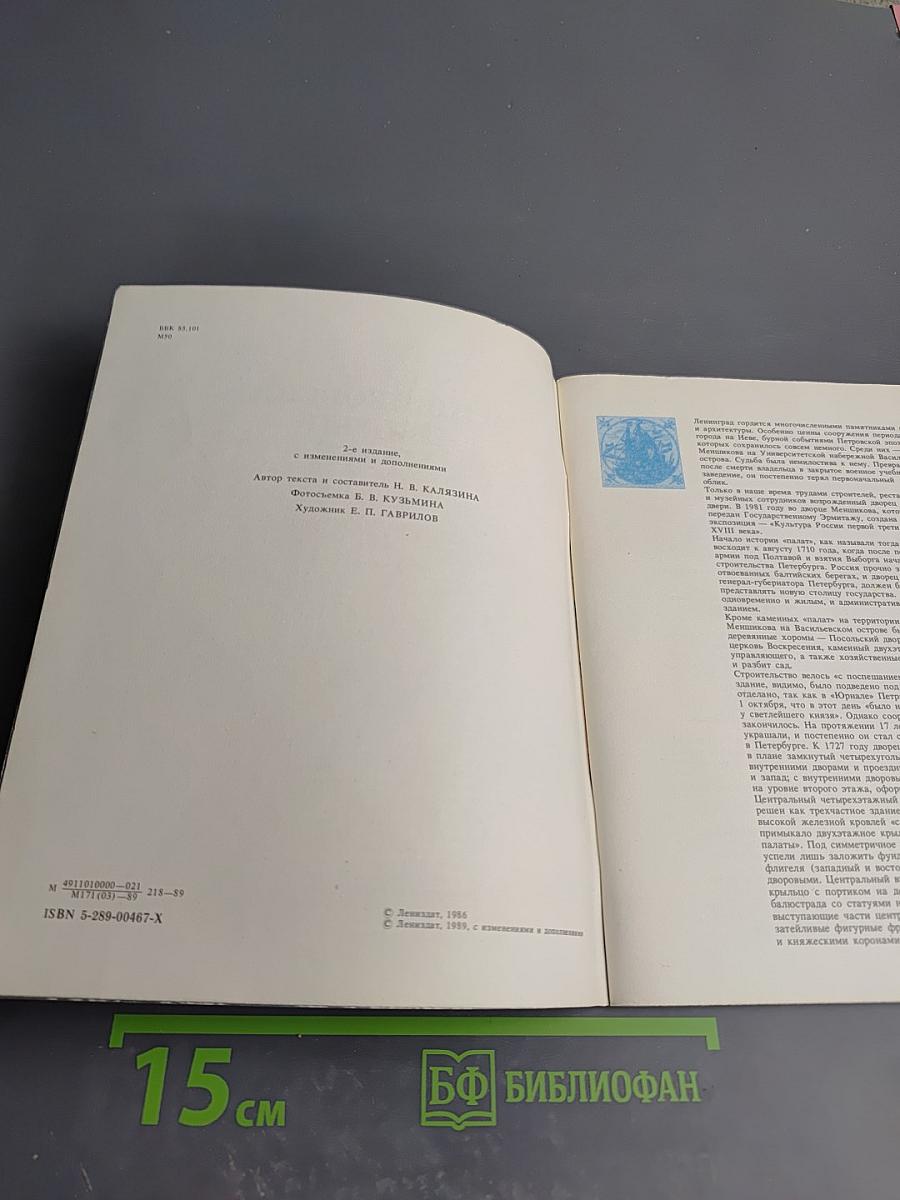 ББК 85.101
М50
2-е издание,
с изменениями и дополнениями
Автор текста и составитель Н. В. КАЛЯЗИНА
Фотосъемка Б. В. КУЗЬМИНА
Художник Е. П. ГАВРИЛОВ
М 4911010000—021
М171(03)—89 218—89
ISBN 5-289-00467-X
© Лениздат, 1986
© Лениздат, 1989, с изменениями и дополнениями
Ленинград гордится многочисленными памятниками
и архитектуры. Особенно ценны сооружения период
города на Неве, бурной событиями Петровской эпо
которых сохранилось совсем немного. Среди них —
Меншикова на Университетской набережной Васил
острова. Судьба была немилостива к нему. Превра
после смерти владельца в закрытое военное учеб
заведение, он постепенно терял первоначальный
облик.
Только в наше время трудами строителей, реста
и музейных сотрудников возрожденный дворец
двери. В 1981 году во дворце Меншикова, кото
передан Государственному Эрмитажу, создана
экспозиция — «Культура России первой трети
XVIII века».
Начало истории «палат», как называли тогда
восходит к августу 1710 года, когда после по
армии под Полтавой и взятия Выборга нача
строительства Петербурга. Россия прочно з
отвоеванных балтийских берегах, и дворец
генерал-губернатора Петербурга, должен б
представлять новую столицу государства.
одновременно и жилым, и административ
зданием.
Кроме каменных «палат» на территории
Меншикова на Васильевском острове бы
деревянные хоромы — Посольский двор
церковь Воскресения, каменный двухэт
управляющего, а также хозяйственны
и разбит сад.
Строительство велось «с поспешание
здание, видимо, было подведено под
отделано, так как в «Юрнале» Петр
1 октября, что в этот день «было н
у светлейшего князя». Однако соор
закончилось. На протяжении 17 ле
украшали, и постепенно он стал с
в Петербурге. К 1727 году дворец
в плане замкнутый четырехуголь
внутренними дворами и проезди
и запад; с внутренними дворовы
на уровне второго этажа, офор
Центральный четырехэтажный
решен как трехчастное здание
высокой железной кровлей «с
примыкало двухэтажное крыл
палаты». Под симметричное
успели лишь заложить фунд
флигеля (западный и восто
дворовыми. Центральный в
крыльцо с портиком на д
балюстрада со статуями н
выступающие части центр
затейливые фигурные фр
и княжескими коронами
15 см
БФ БИБЛИОФАН